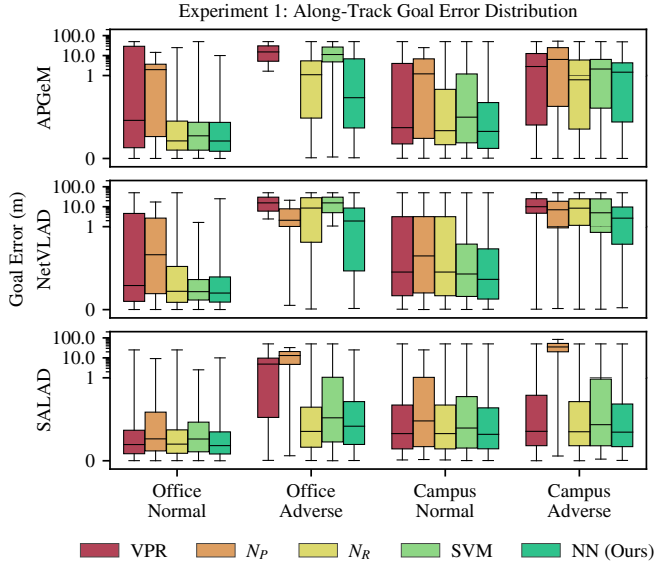 Experiment 1: Along-Track Goal Error Distribution
Goal Error (m)
APGeM
100.0
10.0
1
0
NetVLAD
100.0
10.0
1
0
SALAD
100.0
10.0
1
0
Office Normal
Office Adverse
Campus Normal
Campus Adverse
VPR
N_P
N_R
SVM
NN (Ours)